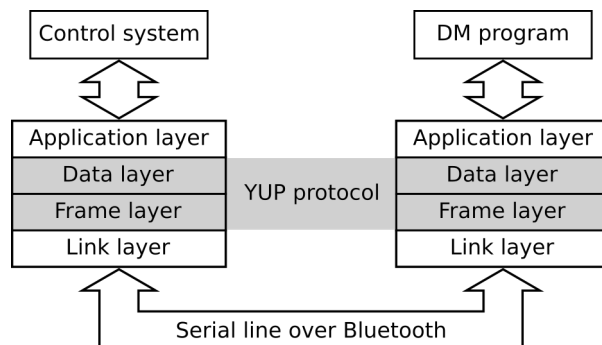 Control system
DM program
Application layer
Application layer
Data layer
Data layer
YUP protocol
Frame layer
Frame layer
Link layer
Link layer
Serial line over Bluetooth